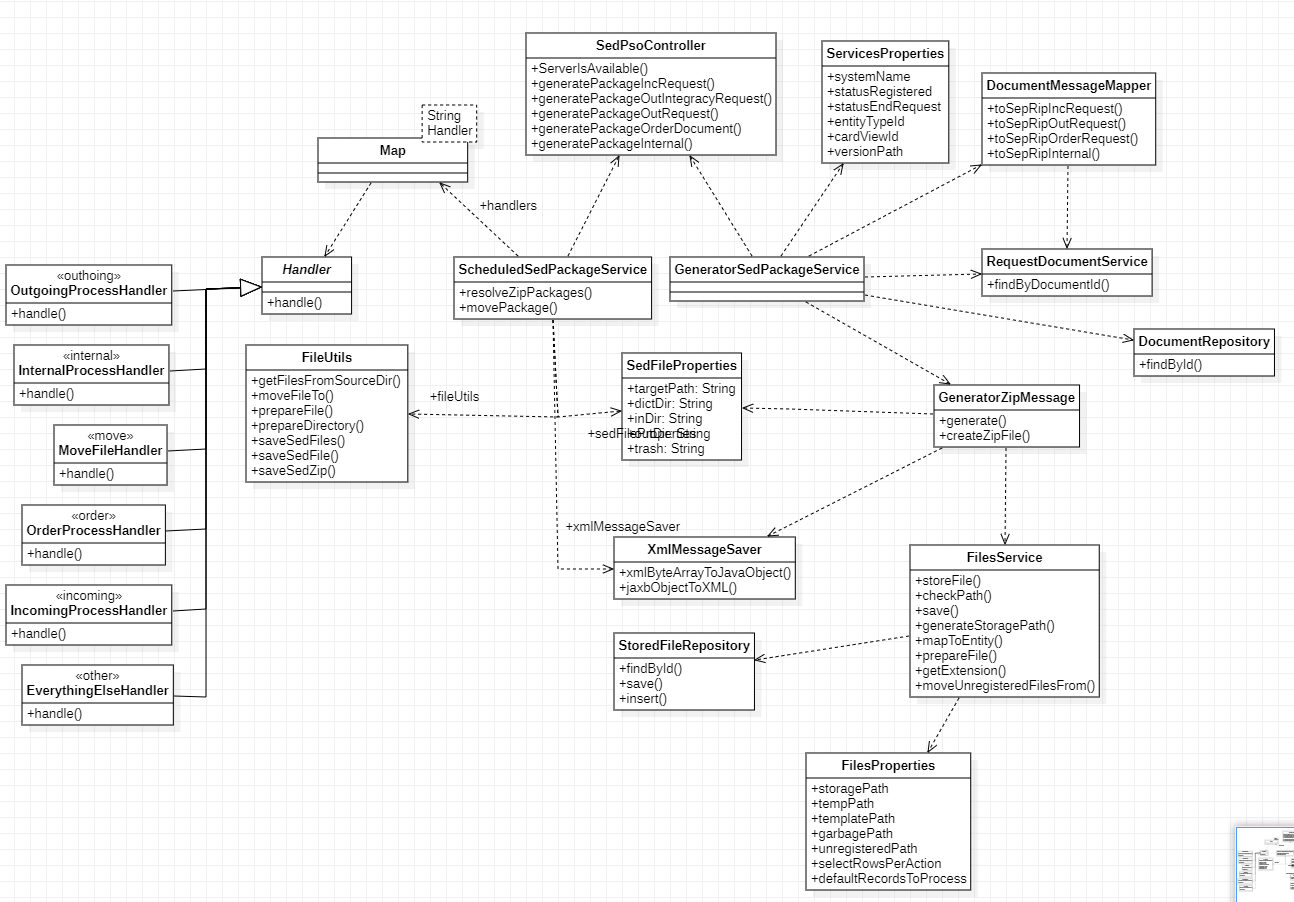 SedPsoController
+ServerIsAvailable()
+generatePackageIncRequest()
+generatePackageOutIntegracyRequest()
+generatePackageOutRequest()
+generatePackageOrderDocument()
+generatePackageInternal()
ServicesProperties
+systemName
+statusRegistered
+statusEndRequest
+entityTypeId
+cardViewId
+versionPath
DocumentMessageMapper
+toSepRipIncRequest()
+toSepRipOutRequest()
+toSepRipOrderRequest()
+toSepRipInternal()
String
Handler
Map
+handlers
«outhoing»
OutgoingProcessHandler
+handle()
Handler
+handle()
ScheduledSedPackageService
+resolveZipPackages()
+movePackage()
GeneratorSedPackageService
RequestDocumentService
+findByDocumentId()
DocumentRepository
+findById()
«internal»
InternalProcessHandler
+handle()
FileUtils
+getFilesFromSourceDir()
+moveFileTo()
+prepareFile()
+prepareDirectory()
+saveSedFiles()
+saveSedFile()
+saveSedZip()
+fileUtils
SedFileProperties
+targetPath: String
+dictDir: String
+inDir: String
+outDir: String
+sedFileProperties
+trash: String
GeneratorZipMessage
+generate()
+createZipFile()
«move»
MoveFileHandler
+handle()
«order»
OrderProcessHandler
+handle()
+xmlMessageSaver
XmlMessageSaver
+xmlByteArrayToJavaObject()
+jaxbObjectToXML()
FilesService
+storeFile()
+checkPath()
+save()
+generateStoragePath()
+mapToEntity()
+prepareFile()
+getExtension()
+moveUnregisteredFilesFrom()
«incoming»
IncomingProcessHandler
+handle()
StoredFileRepository
+findById()
+save()
+insert()
«other»
EverythingElseHandler
+handle()
FilesProperties
+storagePath
+tempPath
+templatePath
+garbagePath
+unregisteredPath
+selectRowsPerAction
+defaultRecordsToProcess